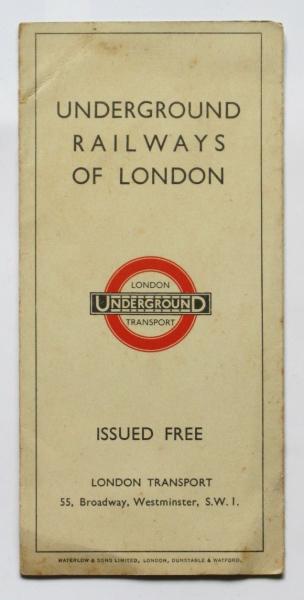 UNDERGROUND
RAILWAYS
OF LONDON
LONDON
UNDERGROUND
TRANSPORT
ISSUED FREE
LONDON TRANSPORT
55, Broadway, Westminster, S.W.1.
WATERLOW & SONS LIMITED, LONDON, DUNSTABLE & WATFORD.